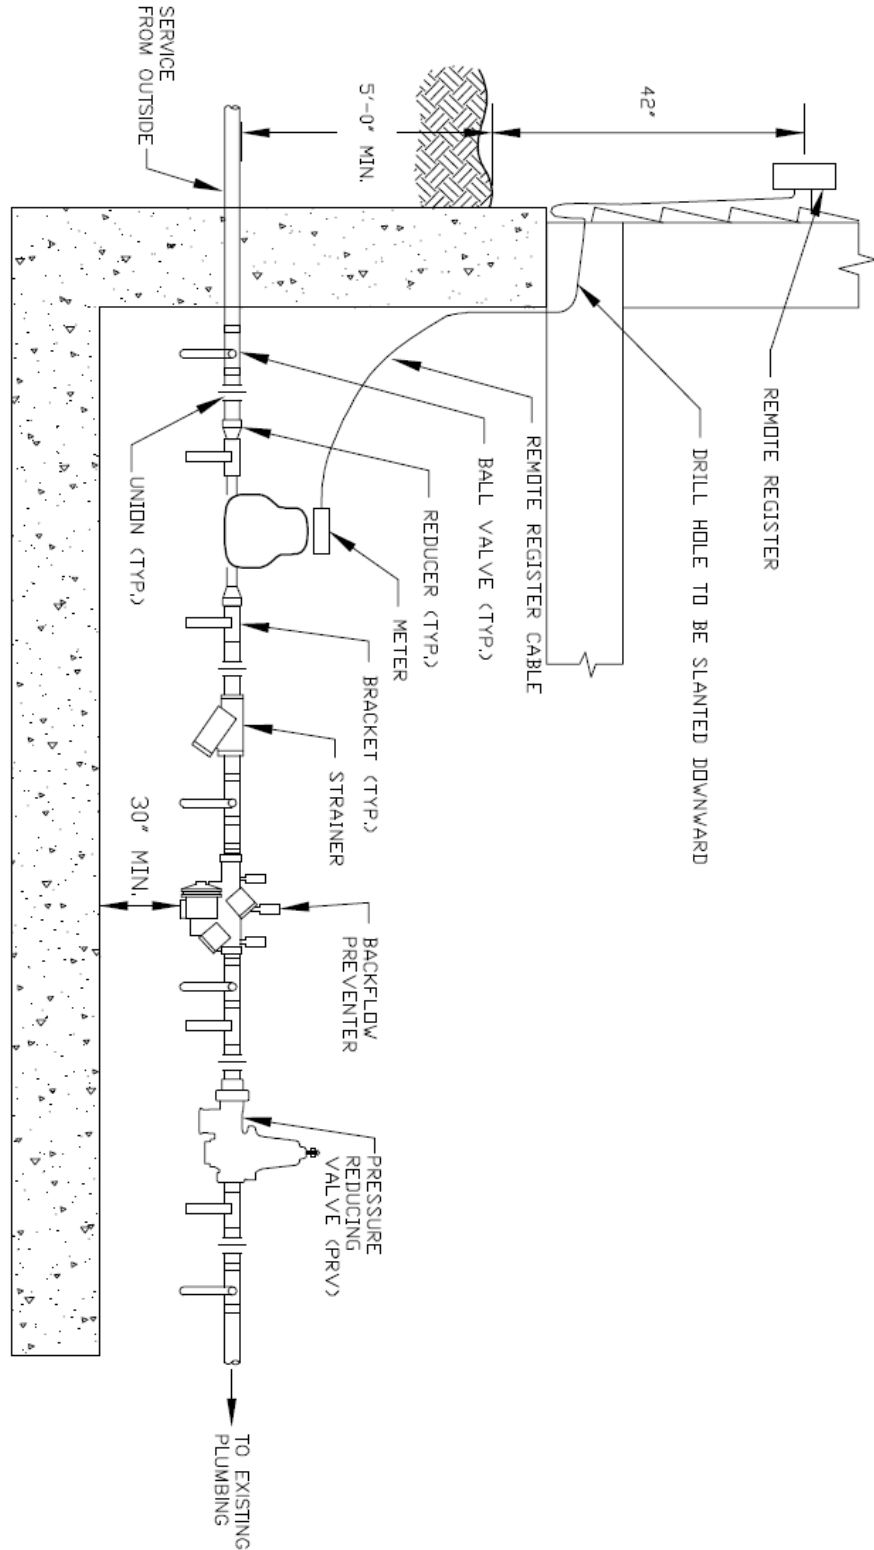 42"
REMOTE REGISTER
DRILL HOLE TO BE SLANTED DOWNWARD
5'-0" MIN.
REMOTE REGISTER CABLE
BALL VALVE (TYP.)
REDUCER (TYP.)
METER
BRACKET (TYP.)
STRAINER
BACKFLOW
PREVENTER
PRESSURE
REDUCING
VALVE (PRV)
SERVICE
FROM OUTSIDE
UNION (TYP.)
30" MIN.
TO EXISTING
PLUMBING